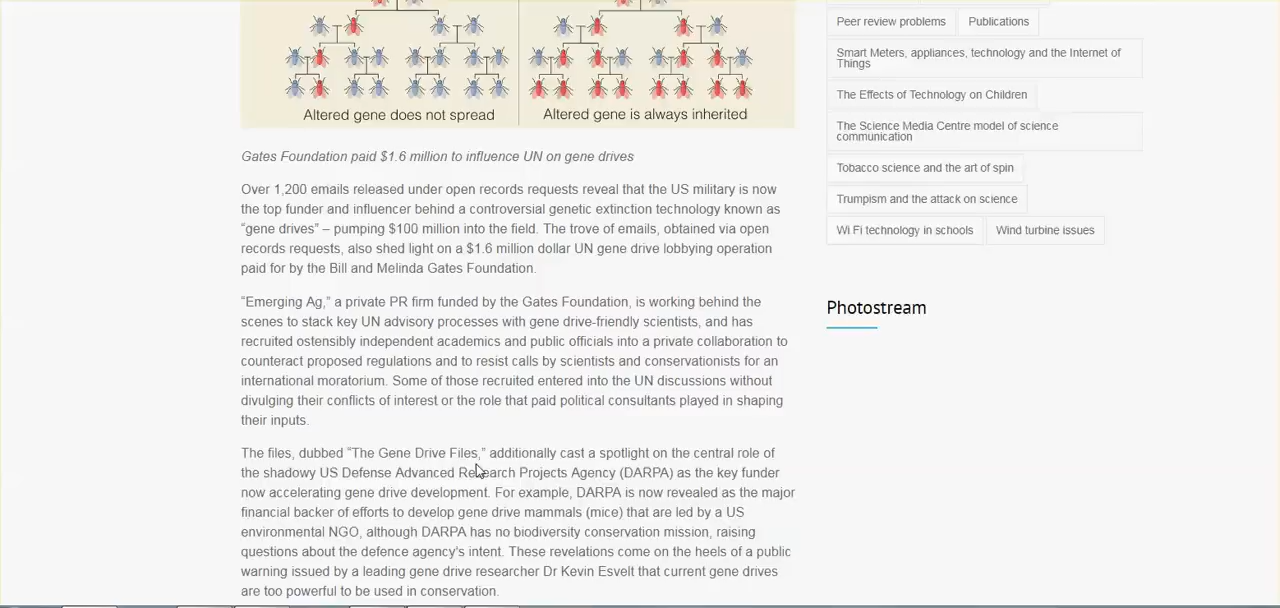 Altered gene does not spread
Altered gene is always inherited
Gates Foundation paid $1.6 million to influence UN on gene drives
Over 1,200 emails released under open records requests reveal that the US military is now
the top funder and influencer behind a controversial genetic extinction technology known as
“gene drives” – pumping $100 million into the field. The trove of emails, obtained via open
records requests, also shed light on a $1.6 million dollar UN gene drive lobbying operation
paid for by the Bill and Melinda Gates Foundation.
“Emerging Ag,” a private PR firm funded by the Gates Foundation, is working behind the
scenes to stack key UN advisory processes with gene drive-friendly scientists, and has
recruited ostensibly independent academics and public officials into a private collaboration to
counteract proposed regulations and to resist calls by scientists and conservationists for an
international moratorium. Some of those recruited entered into the UN discussions without
divulging their conflicts of interest or the role that paid political consultants played in shaping
their inputs.
The files, dubbed “The Gene Drive Files,” additionally cast a spotlight on the central role of
the shadowy US Defense Advanced Research Projects Agency (DARPA) as the key funder
now accelerating gene drive development. For example, DARPA is now revealed as the major
financial backer of efforts to develop gene drive mammals (mice) that are led by a US
environmental NGO, although DARPA has no biodiversity conservation mission, raising
questions about the defence agency's intent. These revelations come on the heels of a public
warning issued by a leading gene drive researcher Dr Kevin Esvelt that current gene drives
are too powerful to be used in conservation.
Peer review problems
Publications
Smart Meters, appliances, technology and the Internet of
Things
The Effects of Technology on Children
The Science Media Centre model of science
communication
Tobacco science and the art of spin
Trumpism and the attack on science
Wi Fi technology in schools
Wind turbine issues
Photostream